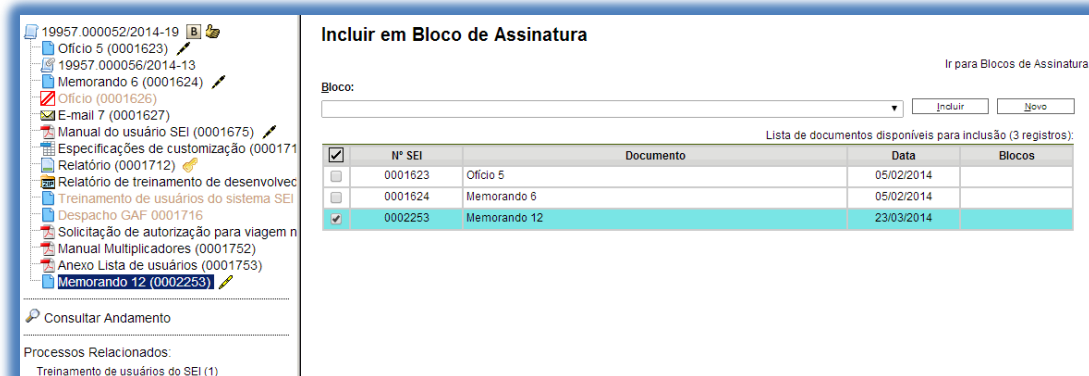 19957.000052/2014-19 B
Ofício 5 (0001623)
19957.000056/2014-13
Memorando 6 (0001624)
Ofício (0001626)
E-mail 7 (0001627)
Manual do usuário SEI (0001675)
Especificações de customização (000171
Relatório (0001712)
ZIP Relatório de treinamento de desenvolvec
Treinamento de usuários do sistema SEI
Despacho GAF 0001716
Solicitação de autorização para viagem n
Manual Multiplicadores (0001752)
Anexo Lista de usuários (0001753)
Memorando 12 (0002253)
Consultar Andamento
Processos Relacionados:
Treinamento de usuários do SEI (1)
Incluir em Bloco de Assinatura
Ir para Blocos de Assinatura
Bloco:
Incluir Novo
Lista de documentos disponíveis para inclusão (3 registros):
Nº SEI Documento Data Blocos
0001623 Ofício 5 05/02/2014
0001624 Memorando 6 05/02/2014
0002253 Memorando 12 23/03/2014